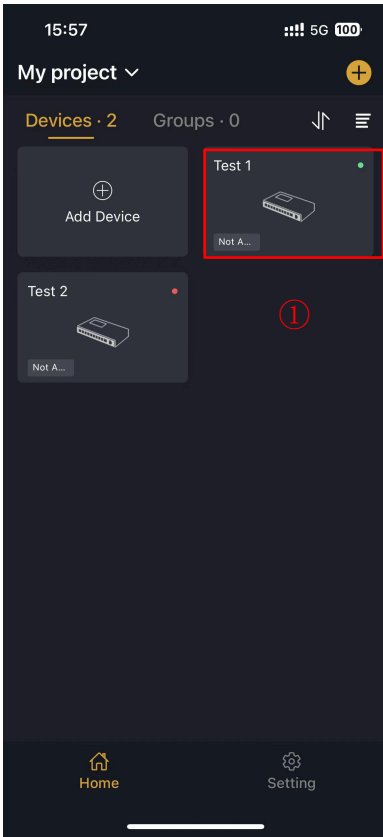 15:57
5G 100
My project
Devices · 2
Groups · 0
Add Device
Test 1
Not A...
Test 2
Not A...
①
Home
Setting